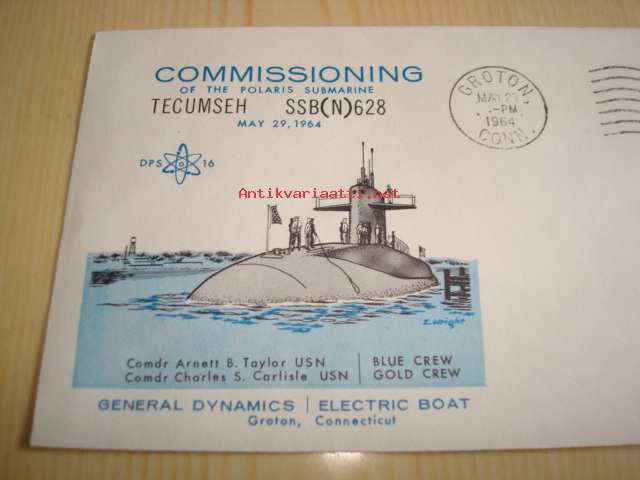 COMMISSIONING
OF THE POLARIS SUBMARINE
TECUMSEH SSB(N)628
MAY 29, 1964
DPS 16
GROTON,
MAY 29
-PM
1964
CONN.
Antikvariaatti.net
E. Wright
Comdr Arnett B. Taylor USN | BLUE CREW
Comdr Charles S. Carlisle USN | GOLD CREW
GENERAL DYNAMICS | ELECTRIC BOAT
Groton, Connecticut